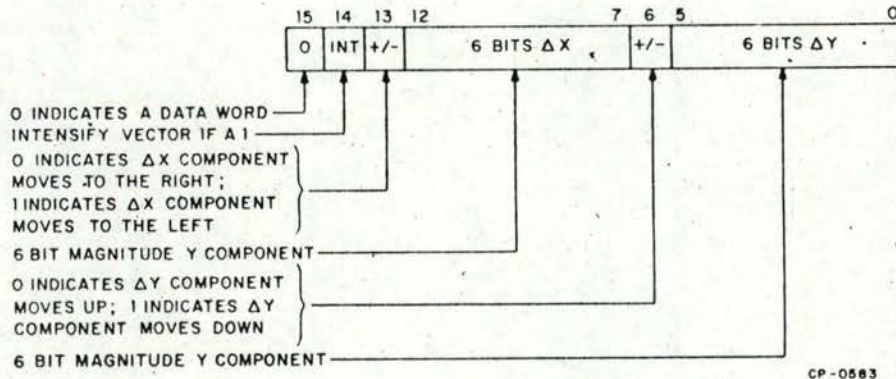 15 14 13 12 7 6 5 0
0 INT +/- 6 BITS ΔX +/- 6 BITS ΔY
0 INDICATES A DATA WORD
INTENSIFY VECTOR IF A 1
0 INDICATES ΔX COMPONENT
MOVES TO THE RIGHT;
1 INDICATES ΔX COMPONENT
MOVES TO THE LEFT
6 BIT MAGNITUDE Y COMPONENT
0 INDICATES ΔY COMPONENT
MOVES UP; 1 INDICATES ΔY
COMPONENT MOVES DOWN
6 BIT MAGNITUDE Y COMPONENT
CP-0583